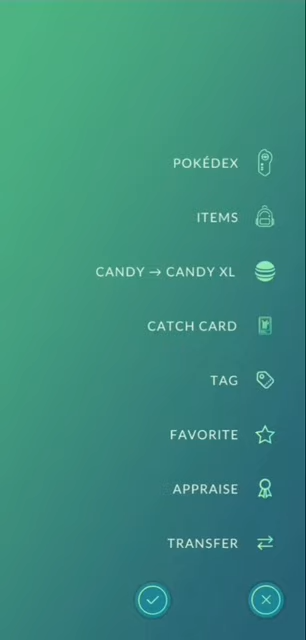 POKÉDEX
ITEMS
CANDY → CANDY XL
CATCH CARD
TAG
FAVORITE
APPRAISE
TRANSFER